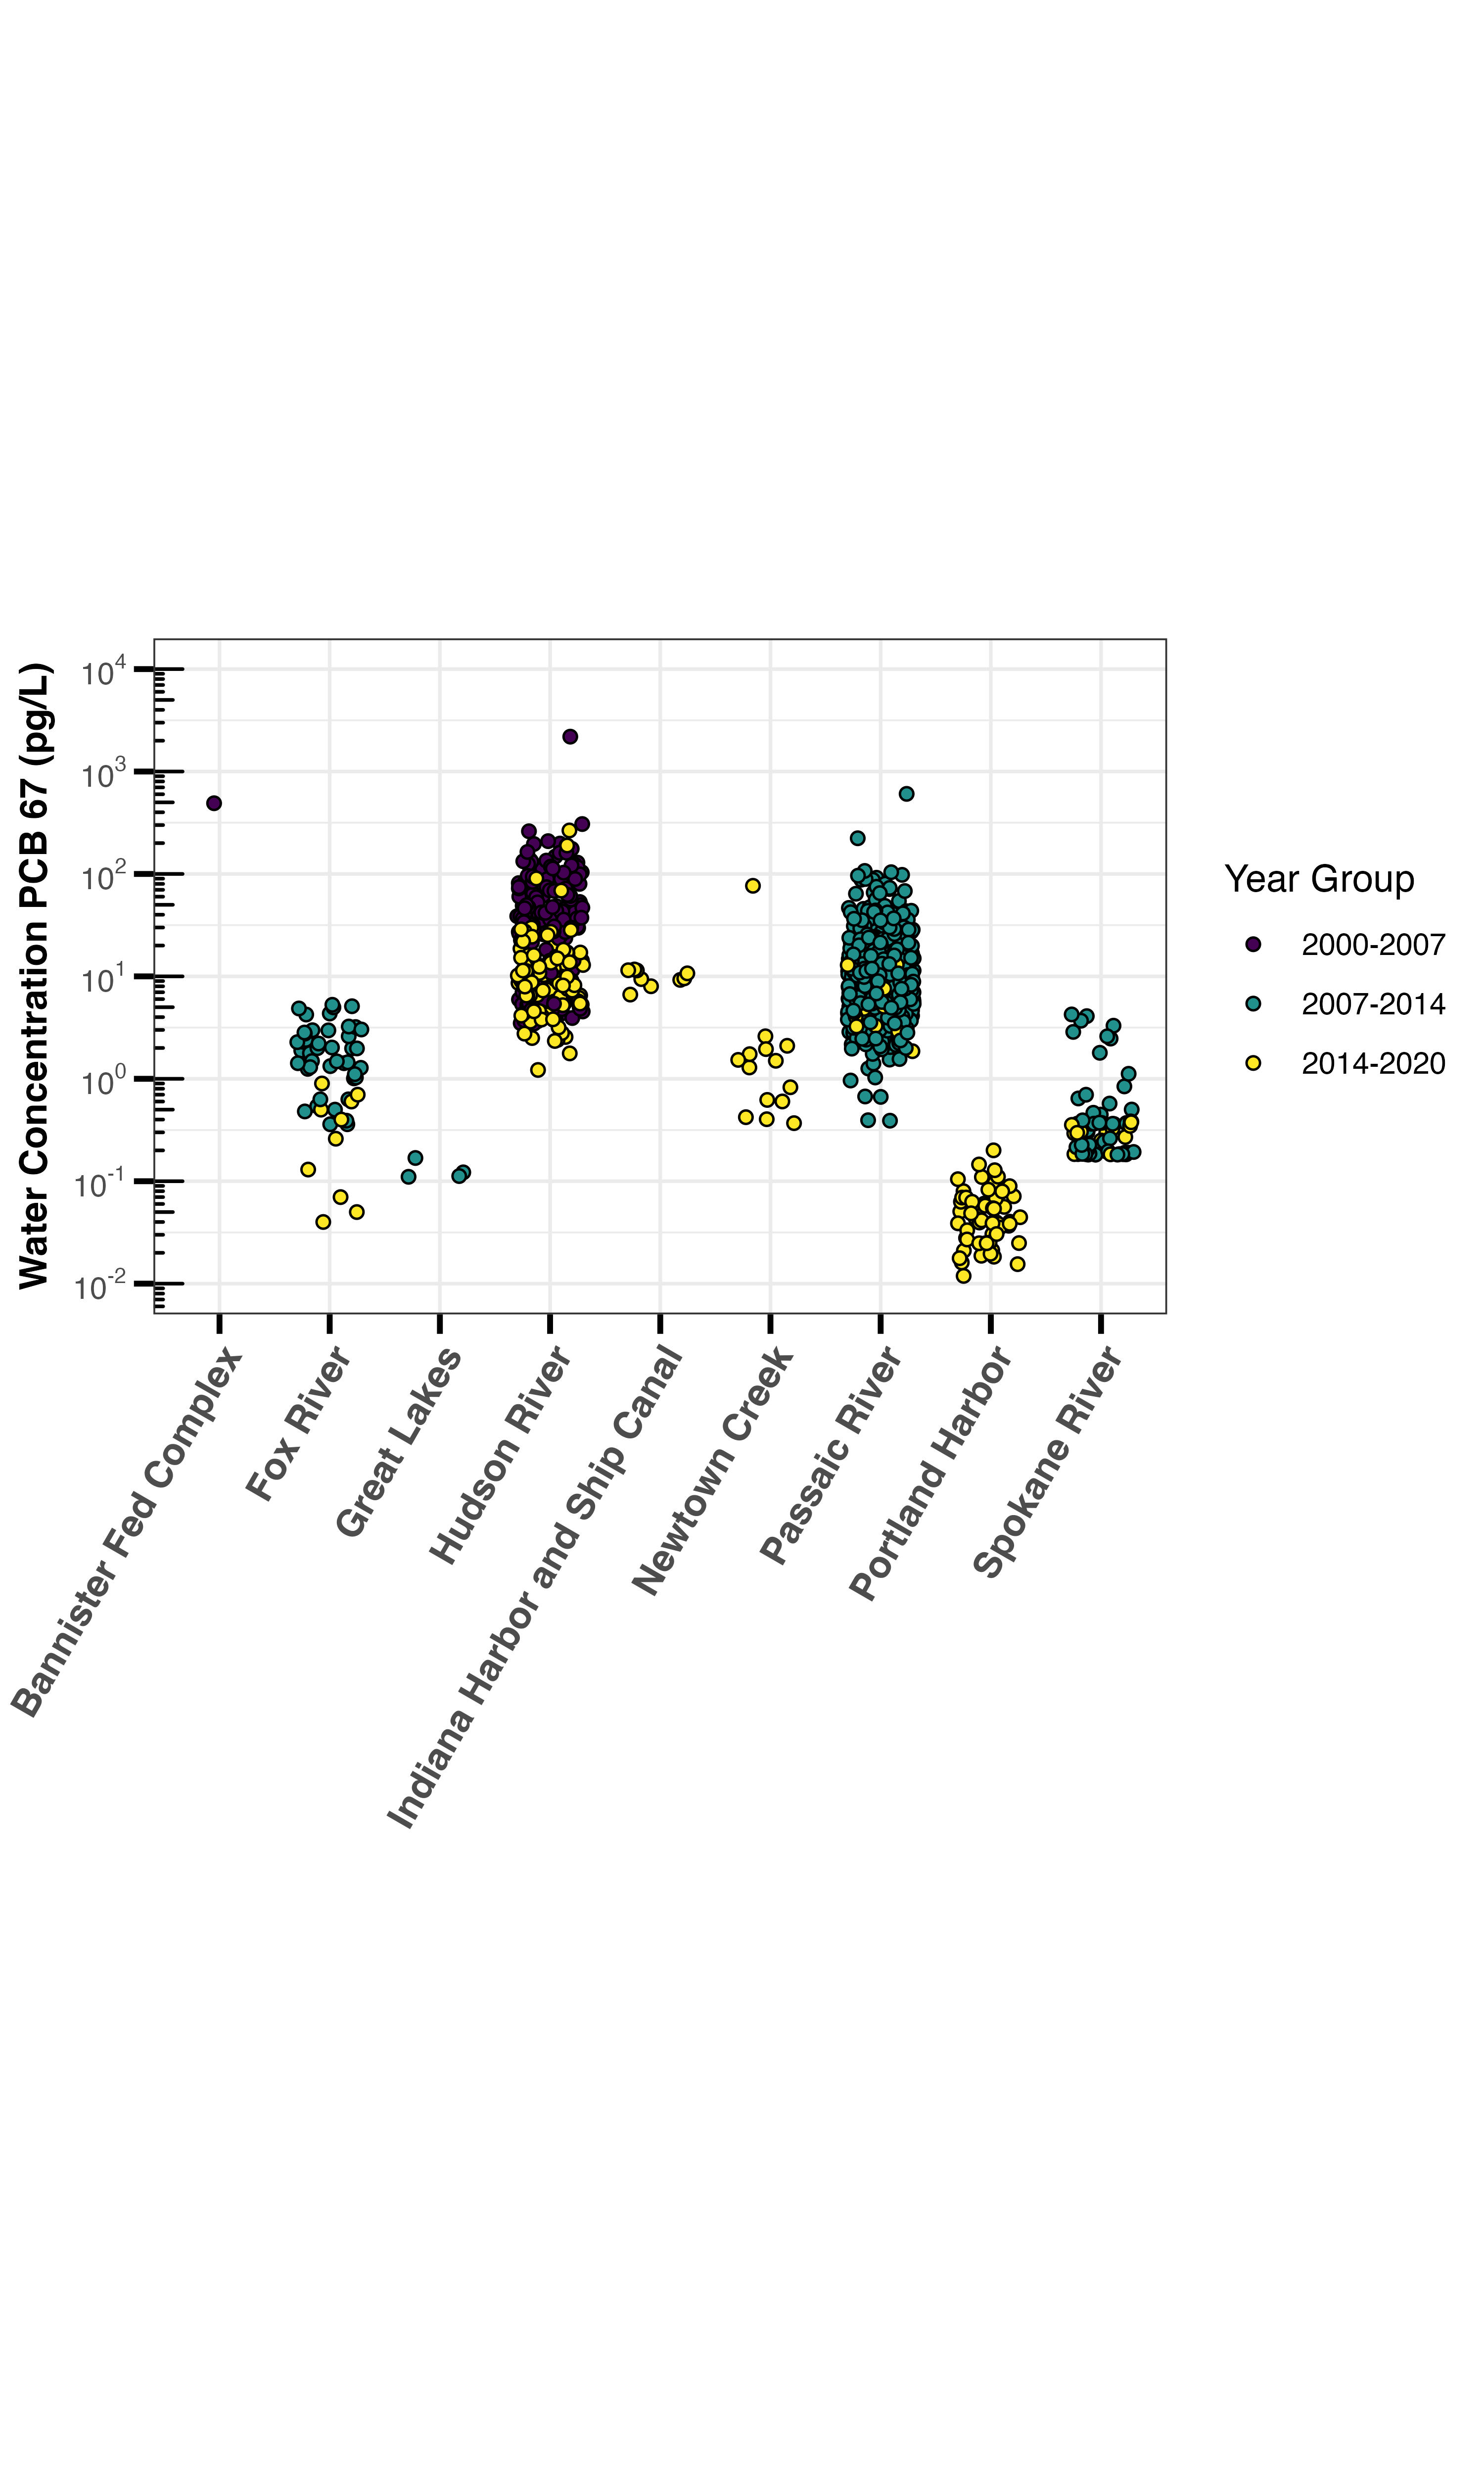 Water Concentration PCB 67 (pg/L)
10^4
10^3
10^2
10^1
10^0
10^-1
10^-2
Bannister Fed Complex
Fox River
Great Lakes
Hudson River
Indiana Harbor and Ship Canal
Newtown Creek
Passaic River
Portland Harbor
Spokane River
Year Group
2000-2007
2007-2014
2014-2020